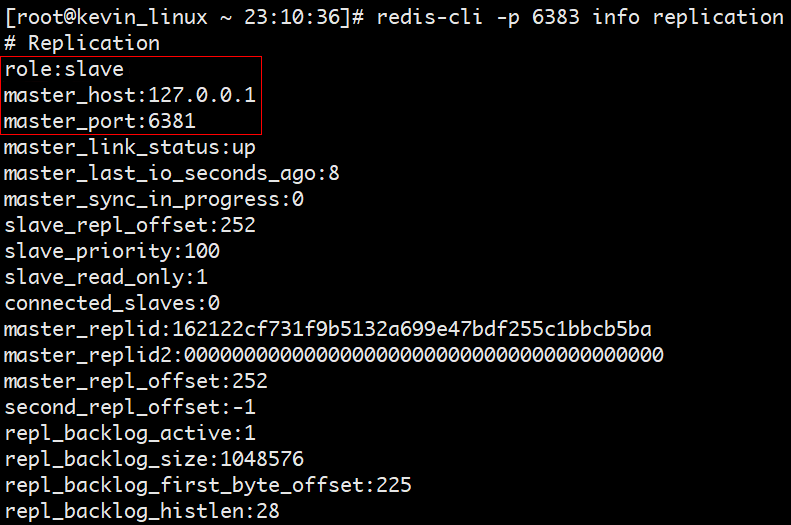 [root@kevin_linux ~ 23:10:36]# redis-cli -p 6383 info replication
# Replication
role:slave
master_host:127.0.0.1
master_port:6381
master_link_status:up
master_last_io_seconds_ago:8
master_sync_in_progress:0
slave_repl_offset:252
slave_priority:100
slave_read_only:1
connected_slaves:0
master_replid:162122cf731f9b5132a699e47bdf255c1bbcb5ba
master_replid2:0000000000000000000000000000000000000000
master_repl_offset:252
second_repl_offset:-1
repl_backlog_active:1
repl_backlog_size:1048576
repl_backlog_first_byte_offset:225
repl_backlog_histlen:28